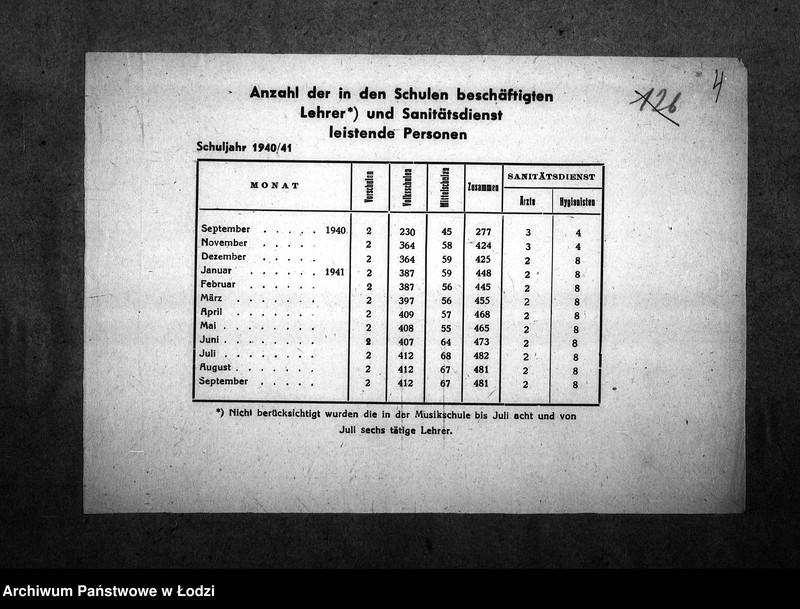 4
126
Anzahl der in den Schulen beschäftigten
Lehrer*) und Sanitätsdienst
leistende Personen
Schuljahr 1940/41
MONAT Vorschulen Volksschulen Mittelschulen Zusammen SANITÄTSDIENST
Ärzte Hygienisten
September . . . . . 1940 2 230 45 277 3 4
November . . . . . 2 364 58 424 3 4
Dezember . . . . . 2 364 59 425 2 8
Januar . . . . . . 1941 2 387 59 448 2 8
Februar . . . . . . 2 387 56 445 2 8
März . . . . . . . 2 397 56 455 2 8
April . . . . . . . 2 409 57 468 2 8
Mai . . . . . . . . 2 408 55 465 2 8
Juni . . . . . . . . 2 407 64 473 2 8
Juli . . . . . . . . 2 412 68 482 2 8
August . . . . . . . 2 412 67 481 2 8
September . . . . . 2 412 67 481 2 8
*) Nicht berücksichtigt wurden die in der Musikschule bis Juli acht und von
Juli sechs tätige Lehrer.
Archiwum Państwowe w Łodzi